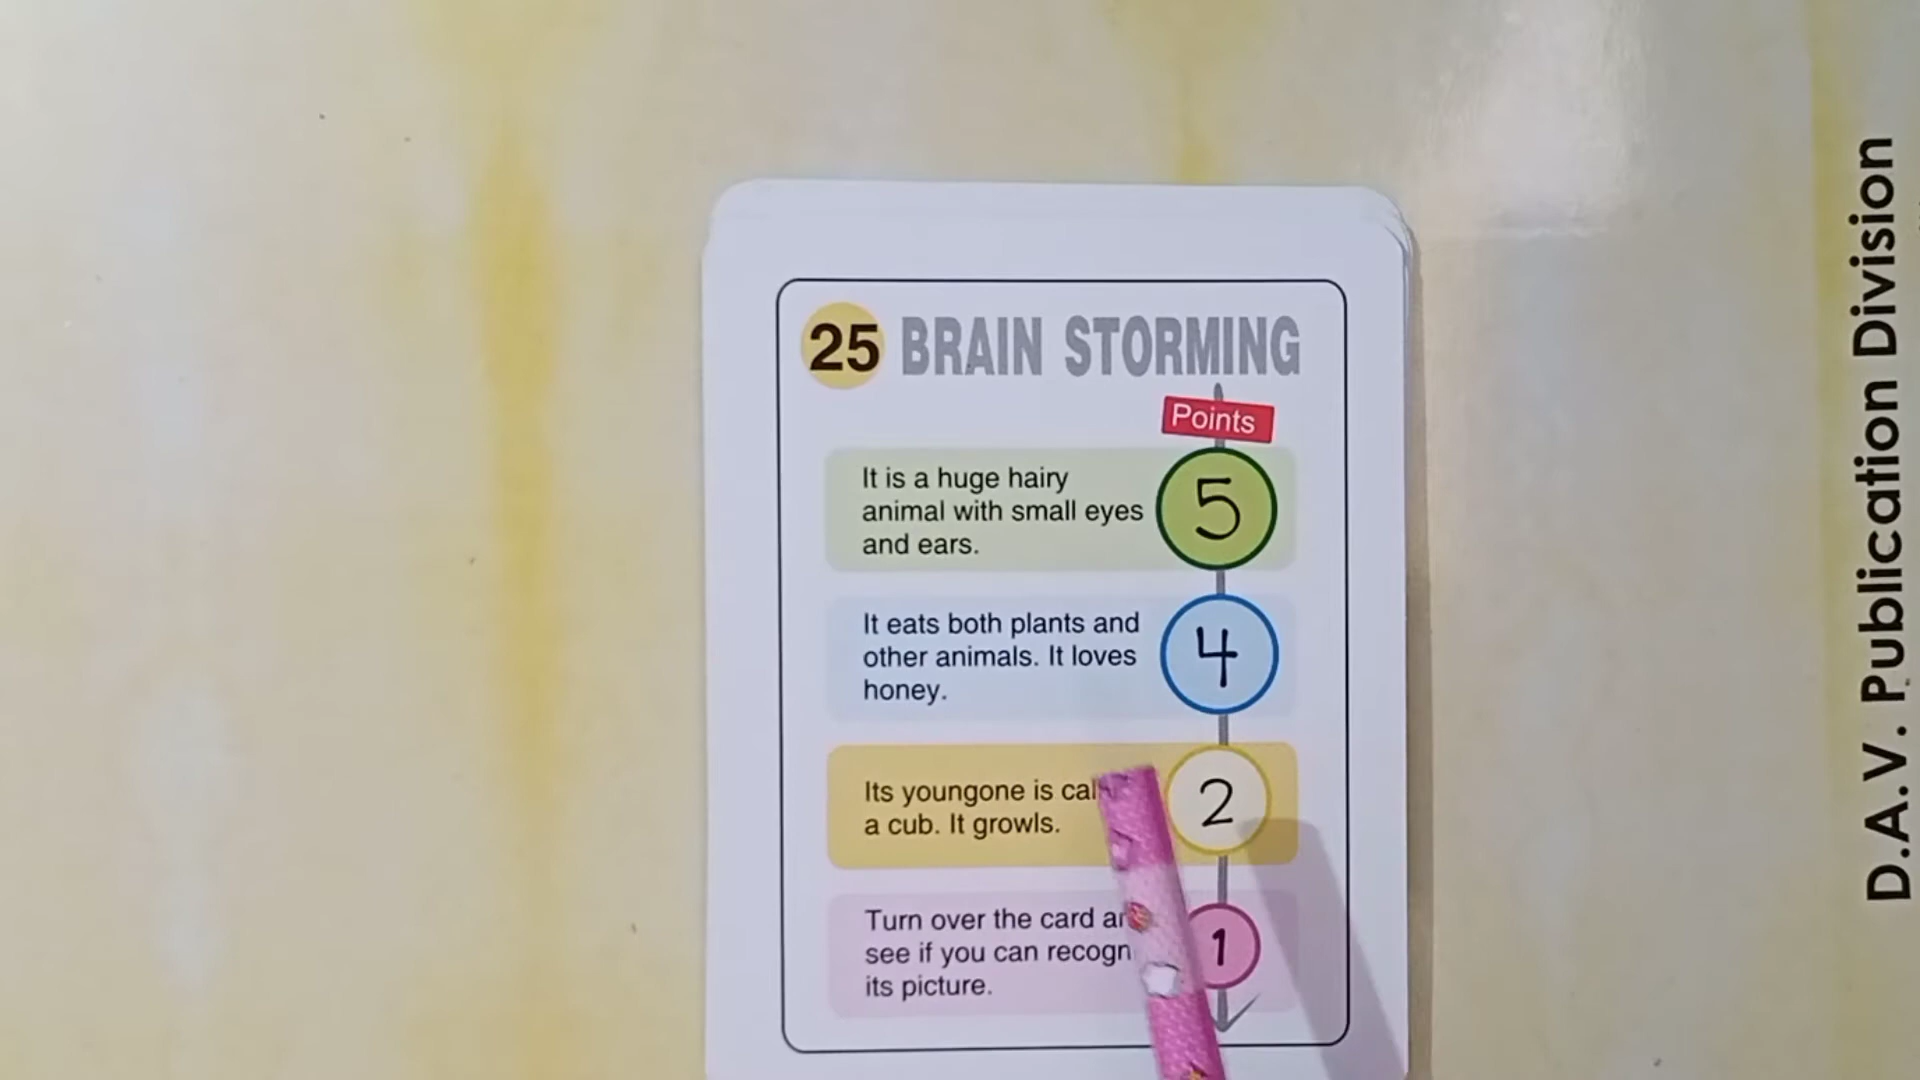 25 BRAIN STORMING
Points
It is a huge hairy
animal with small eyes
and ears.
5
It eats both plants and
other animals. It loves
honey.
4
Its youngone is
a cub. It growls.
2
Turn over the card
see if you can
its picture.
1
D.A.V. Publication Division